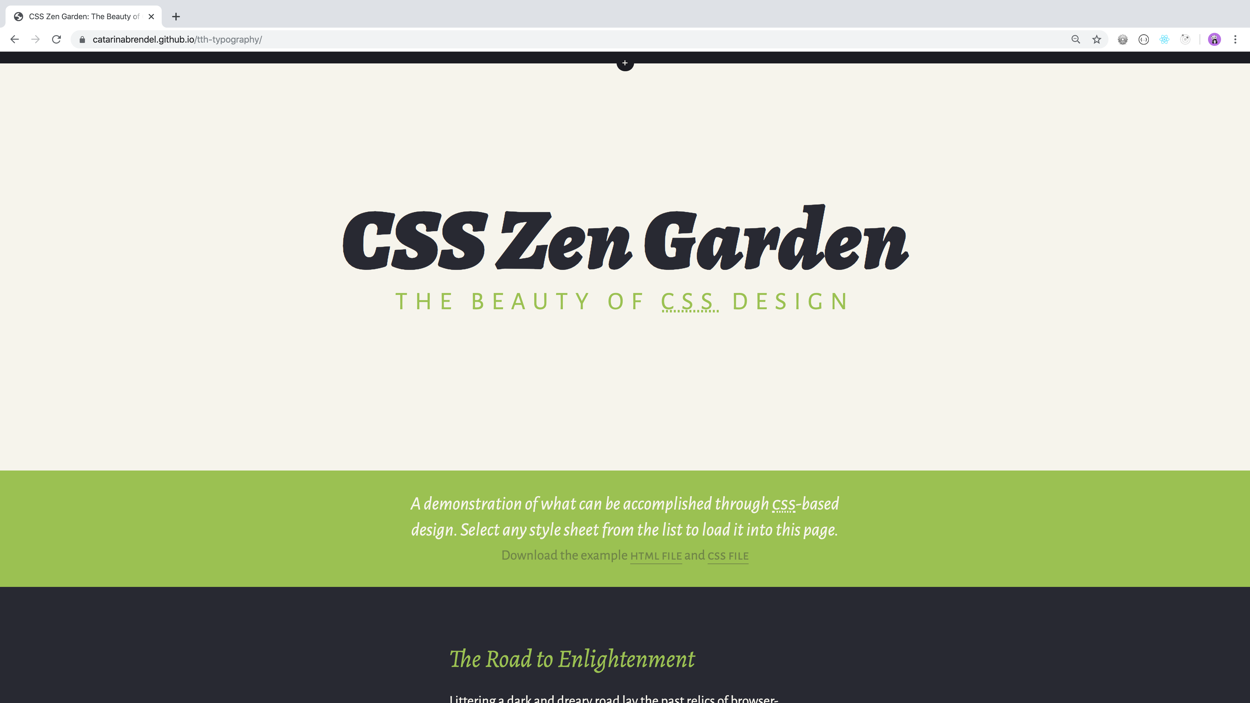 CSS Zen Garden: The Beauty of
catarinabrendel.github.io/tth-typography/
+
CSS Zen Garden
THE BEAUTY OF CSS DESIGN
A demonstration of what can be accomplished through CSS-based
design. Select any style sheet from the list to load it into this page.
Download the example HTML FILE and CSS FILE
The Road to Enlightenment
Littering a dark and dreary road lay the past relics of browser-